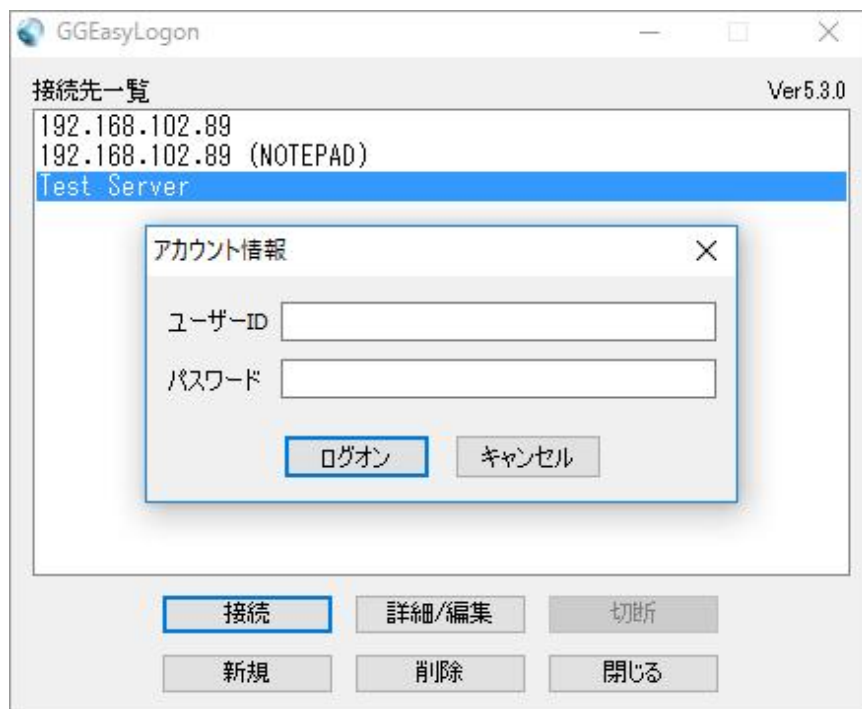 GGEasyLogon
接続先一覧 Ver5.3.0
192.168.102.89
192.168.102.89 (NOTEPAD)
Test Server
アカウント情報
ユーザーID
パスワード
ログオン キャンセル
接続 詳細/編集 切断
新規 削除 閉じる